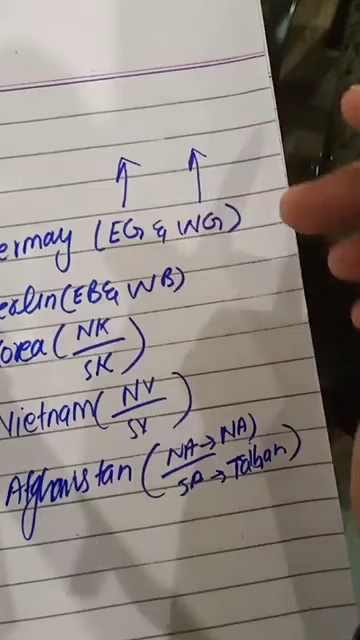 ermay (EG & WG)
erlin (EB & WB)
orea (NK/SK)
Vietnam (NV/SV)
Afghanistan (NA → NA) / SA → Taliban)